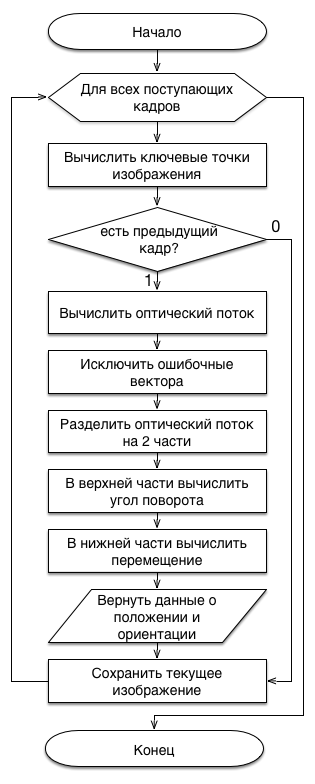 Начало
Для всех поступающих
кадров
Вычислить ключевые точки
изображения
есть предыдущий
кадр?
0
1
Вычислить оптический поток
Исключить ошибочные
вектора
Разделить оптический поток
на 2 части
В верхней части вычислить
угол поворота
В нижней части вычислить
перемещение
Вернуть данные о
положении и
ориентации
Сохранить текущее
изображение
Конец